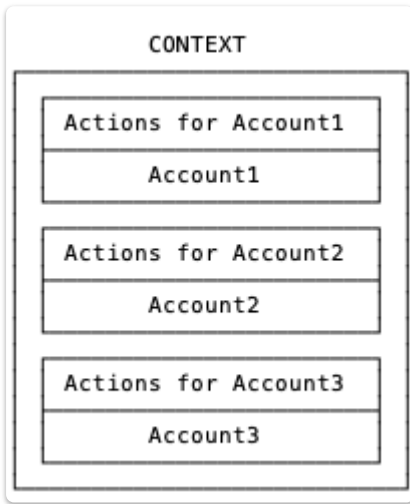 CONTEXT
Actions for Account1
Account1
Actions for Account2
Account2
Actions for Account3
Account3